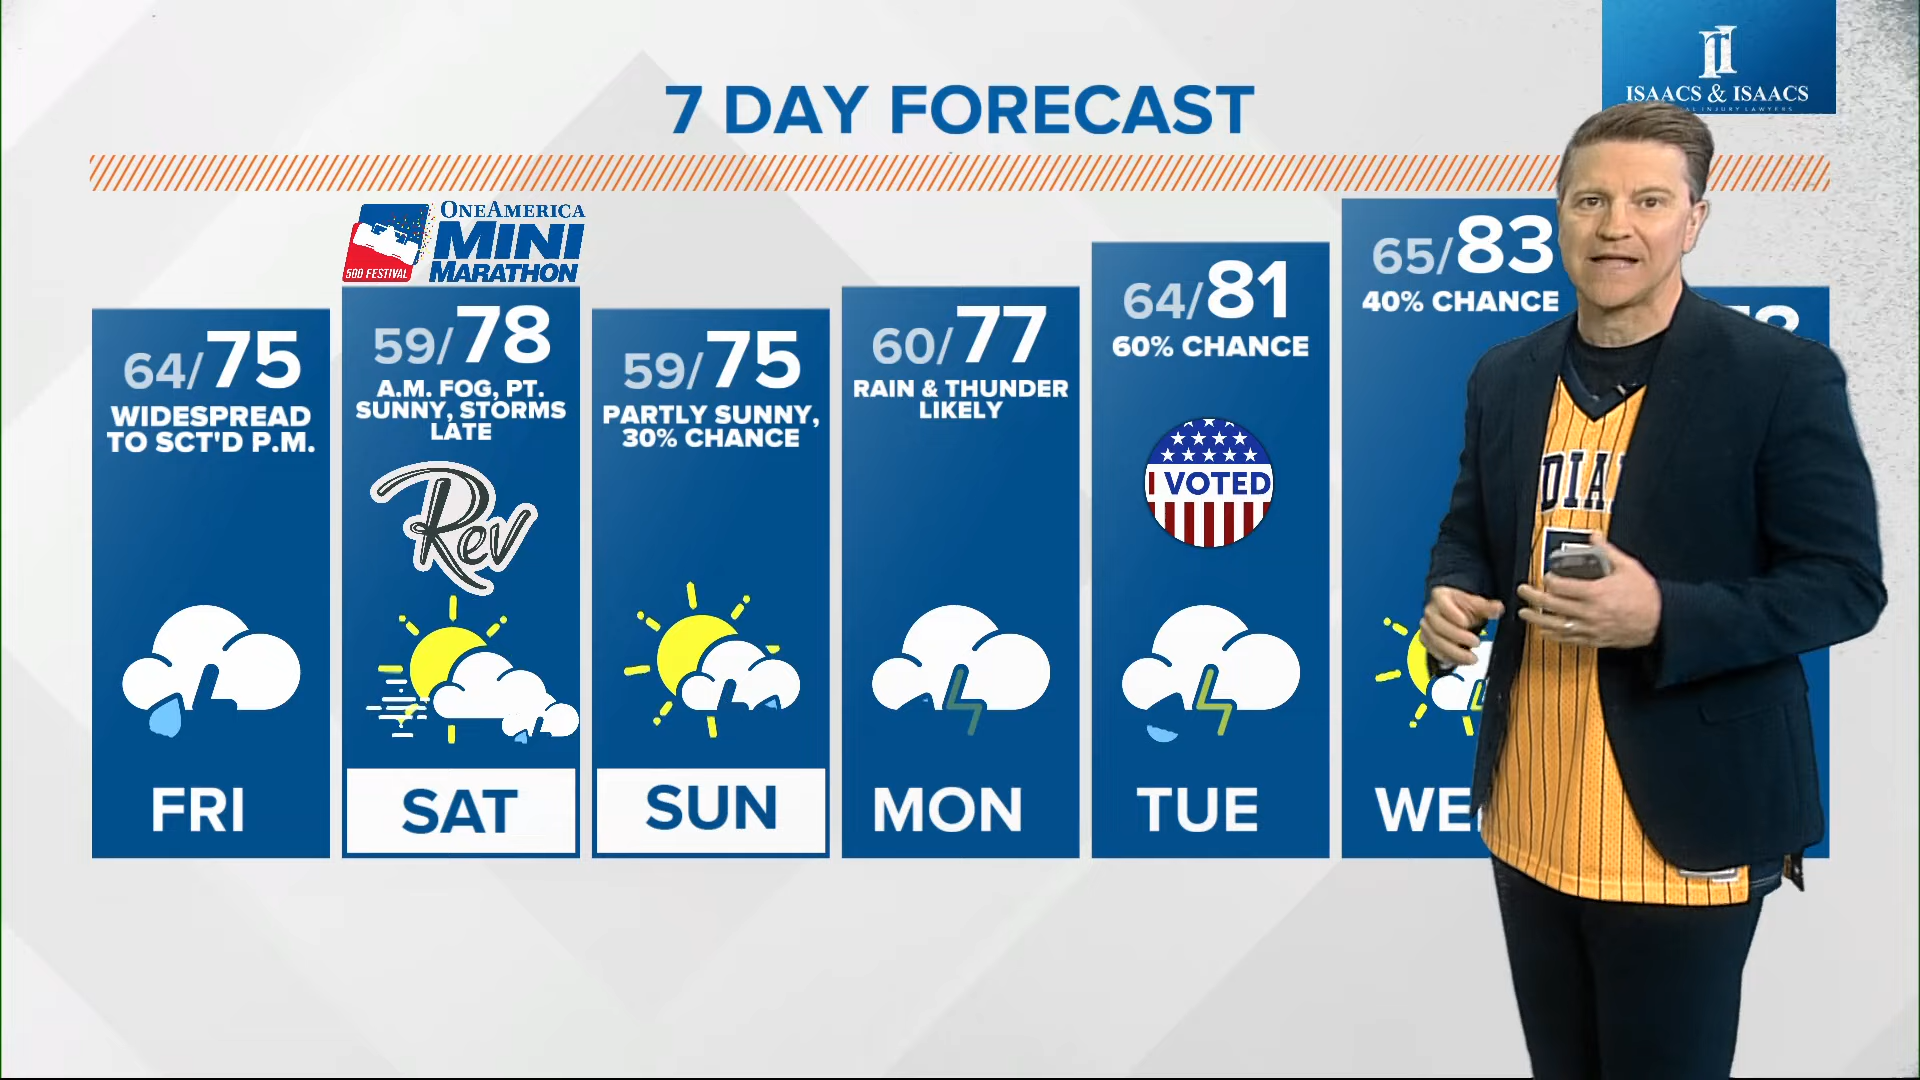 ISAACS & ISAACS
7 DAY FORECAST
500 FESTIVAL
ONEAMERICA
MINI
MARATHON
64/75
WIDESPREAD
TO SCT'D P.M.
FRI
59/78
A.M. FOG, PT.
SUNNY, STORMS
LATE
Rev
SAT
59/75
PARTLY SUNNY,
30% CHANCE
SUN
60/77
RAIN & THUNDER
LIKELY
MON
64/81
60% CHANCE
I VOTED
TUE
65/83
40% CHANCE